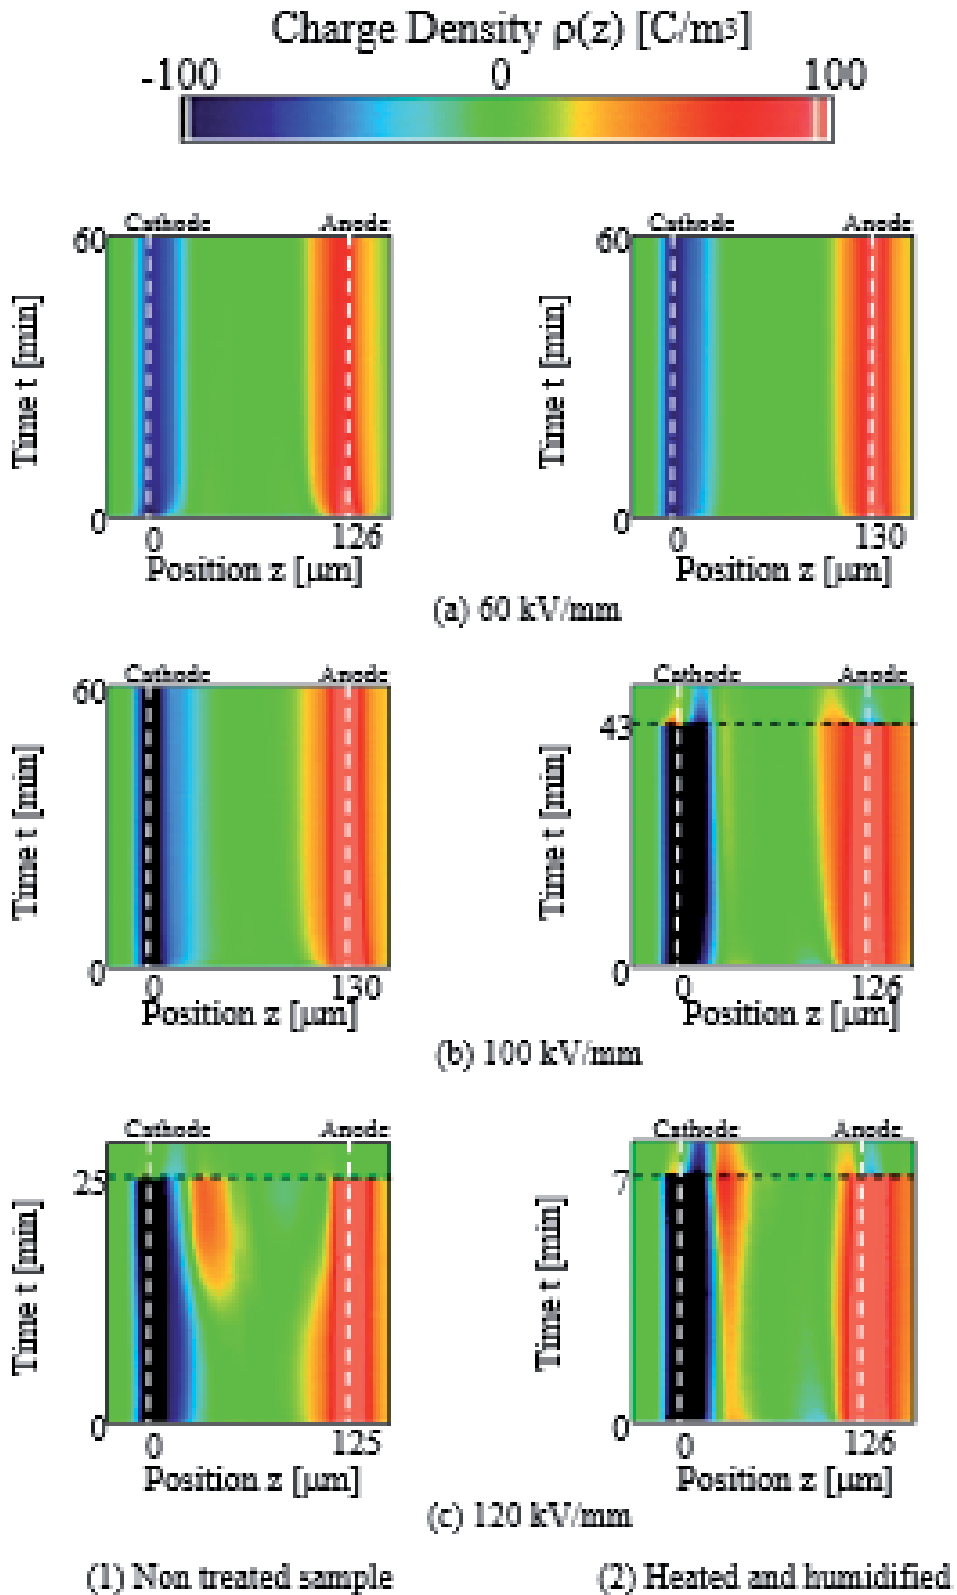 Charge Density ρ(z) [C/m3]
-100 0 100
Cathode Anode
60
0
Time t [min]
0 126
Position z [μm]
Cathode Anode
60
0
Time t [min]
0 130
Position z [μm]
(a) 60 kV/mm
Cathode Anode
60
0
Time t [min]
0 130
Position z [μm]
Cathode Anode
43
0
Time t [min]
0 126
Position z [μm]
(b) 100 kV/mm
Cathode Anode
25
0
Time t [min]
0 125
Position z [μm]
Cathode Anode
7
0
Time t [min]
0 126
Position z [μm]
(c) 120 kV/mm
(1) Non treated sample
(2) Heated and humidified